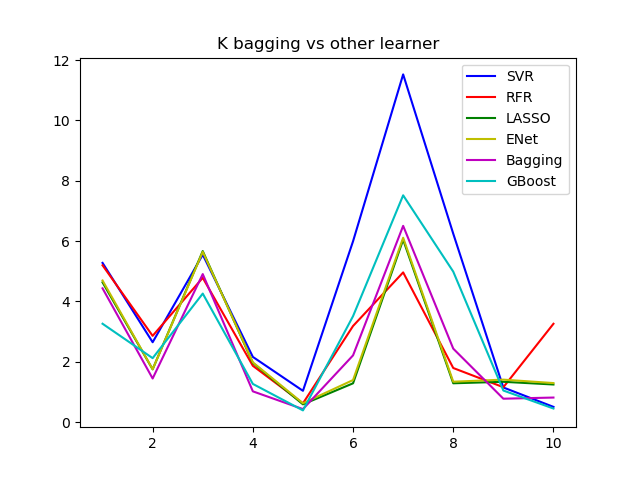 K bagging vs other learner
12
10
8
6
4
2
0
2 4 6 8 10
SVR
RFR
LASSO
ENet
Bagging
GBoost